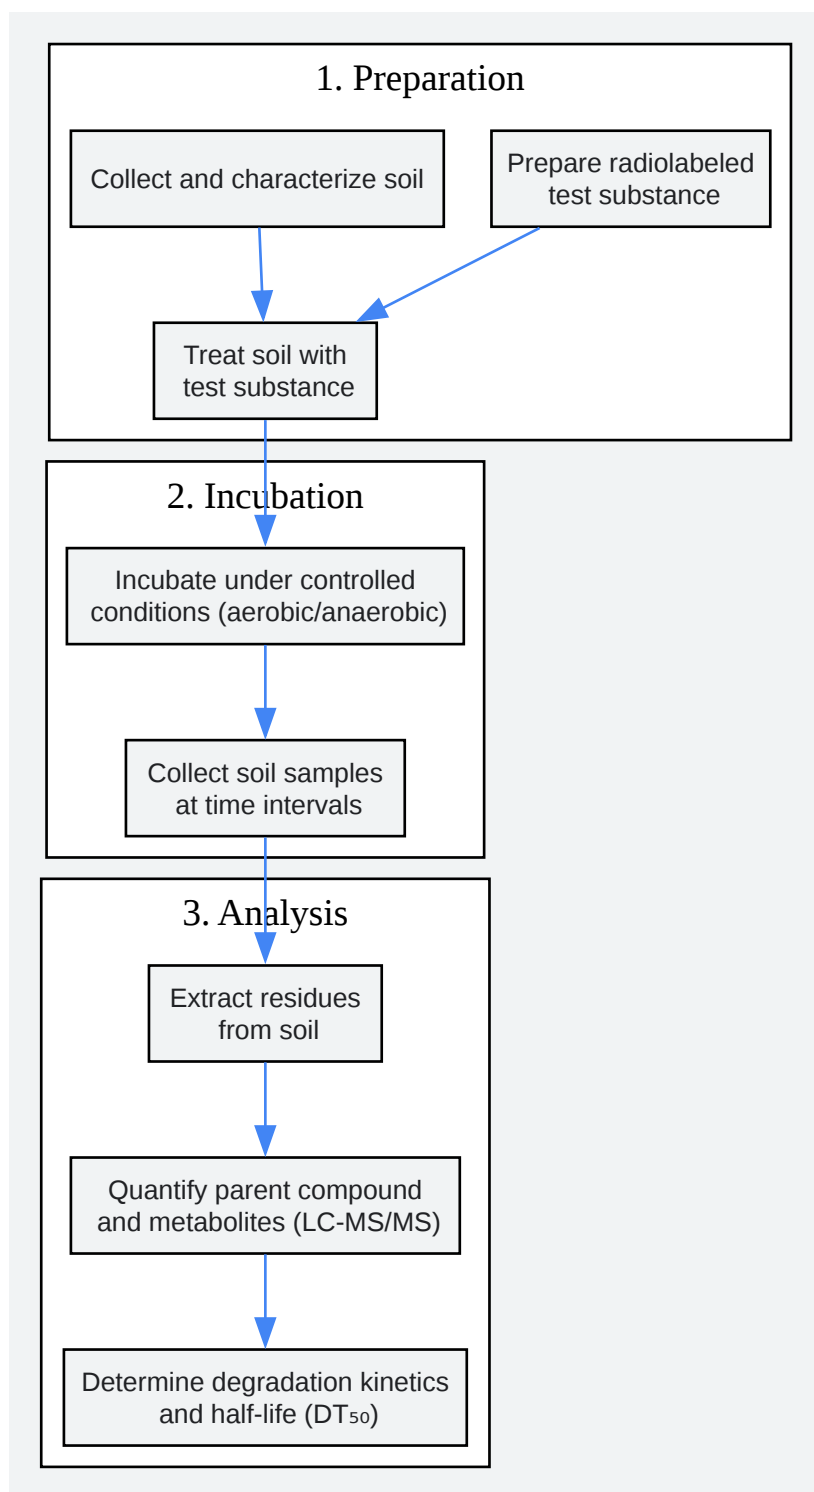 1. Preparation
Collect and characterize soil
Prepare radiolabeled
test substance
Treat soil with
test substance
2. Incubation
Incubate under controlled
conditions (aerobic/anaerobic)
Collect soil samples
at time intervals
3. Analysis
Extract residues
from soil
Quantify parent compound
and metabolites (LC-MS/MS)
Determine degradation kinetics
and half-life (DT₅₀)